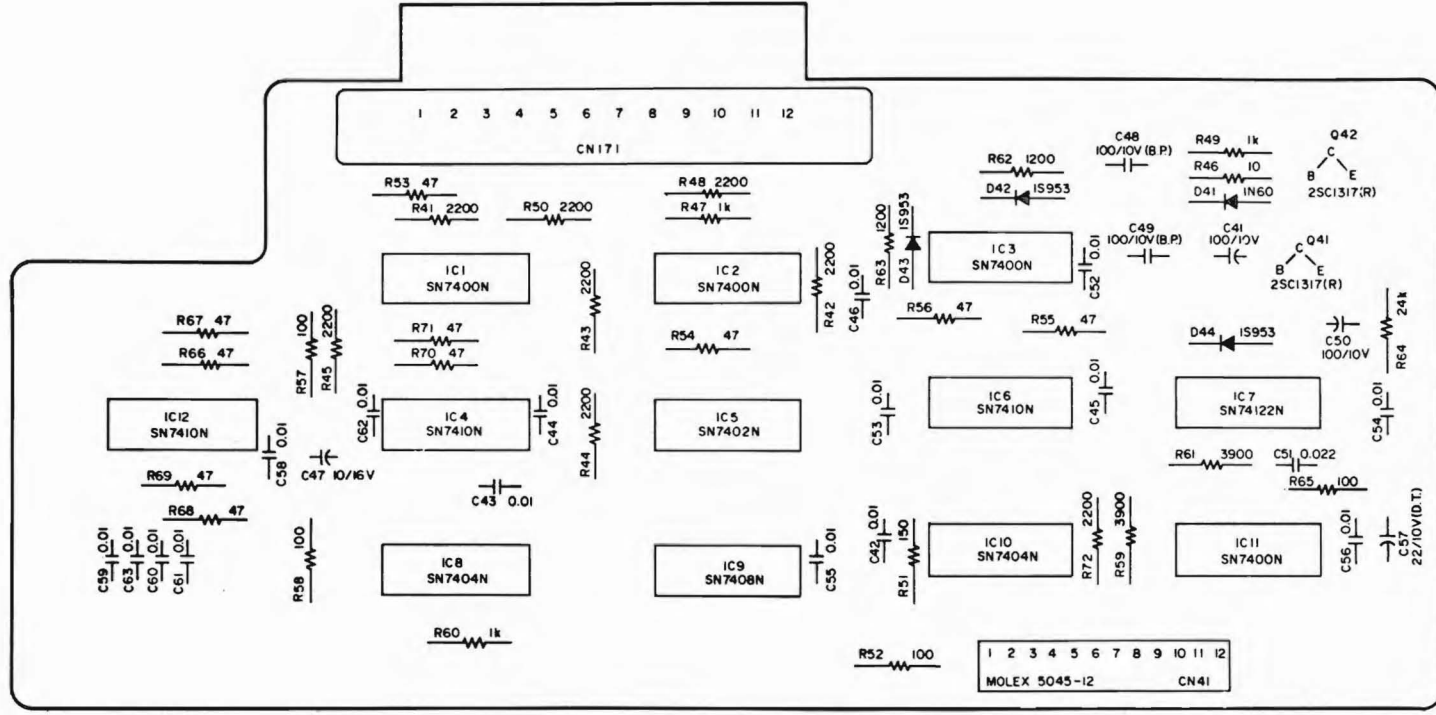 1 2 3 4 5 6 7 8 9 10 11 12
CN171
C48
100/10V (B.P.)
R49 1k
Q42
R62 1200
R46 10
C
B E
2SC1317(R)
D42 1S953
D41 1N60
R53 47
R48 2200
R41 2200
R50 2200
R47 1k
1200
R63
1S953
D43
IC3
SN7400N
0.01
C52
C49
100/10V (B.P.)
C41
100/10V
Q41
C
B E
2SC1317(R)
IC1
SN7400N
2200
R43
IC2
SN7400N
2200
R42
0.01
C46
R56 47
R55 47
24k
R64
R67 47
100
R57
2200
R45
R71 47
R54 47
D44 1S953
C50
100/10V
R66 47
R70 47
IC12
SN7410N
0.01
C58
0.01
C62
IC4
SN7410N
0.01
C44
2200
R44
IC5
SN7402N
0.01
C53
IC6
SN7410N
0.01
C45
IC7
SN74122N
0.01
C54
C47 10/16V
R61 3900
C51 0.022
R69 47
C43 0.01
R65 100
R68 47
0.01
C59
0.01
C63
0.01
C60
0.01
C61
100
R58
IC8
SN7404N
IC9
SN7408N
0.01
C55
0.01
C42
150
R51
IC10
SN7404N
2200
R72
3900
R59
IC11
SN7400N
0.01
C56
C57
22/10V(D.T.)
R60 1k
R52 100
1 2 3 4 5 6 7 8 9 10 11 12
MOLEX 5045-12 CN41